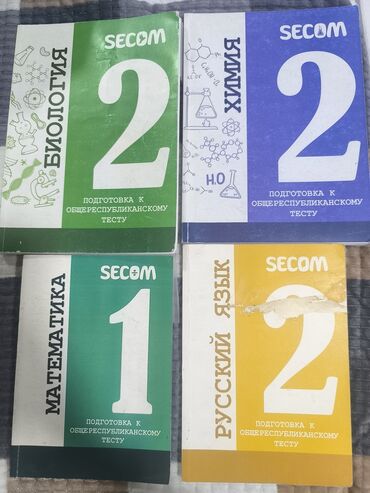 SECOM
БИОЛОГИЯ
2
ПОДГОТОВКА К
ОБЩЕРЕСПУБЛИКАНСКОМУ
ТЕСТУ
SECOM
ХИМИЯ
2
H2O
ПОДГОТОВКА К
ОБЩЕРЕСПУБЛИКАНСКОМУ
ТЕСТУ
SECOM
МАТЕМАТИКА
1
ПОДГОТОВКА К
ОБЩЕРЕСПУБЛИКАНСКОМУ
ТЕСТУ
SECOM
РУССКИЙ ЯЗЫК
2
ПОДГОТОВКА К
ОБЩЕРЕСПУБЛИКАНСКОМУ
ТЕСТУ